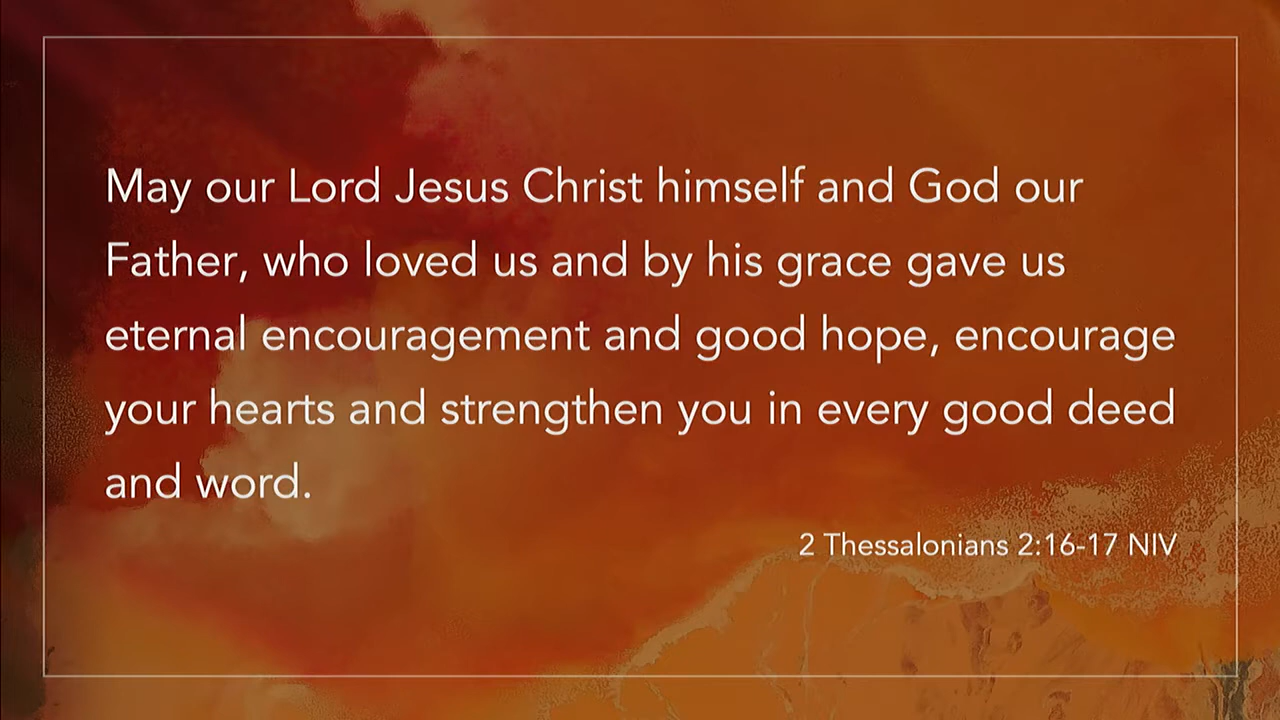 May our Lord Jesus Christ himself and God our
Father, who loved us and by his grace gave us
eternal encouragement and good hope, encourage
your hearts and strengthen you in every good deed
and word.
2 Thessalonians 2:16-17 NIV